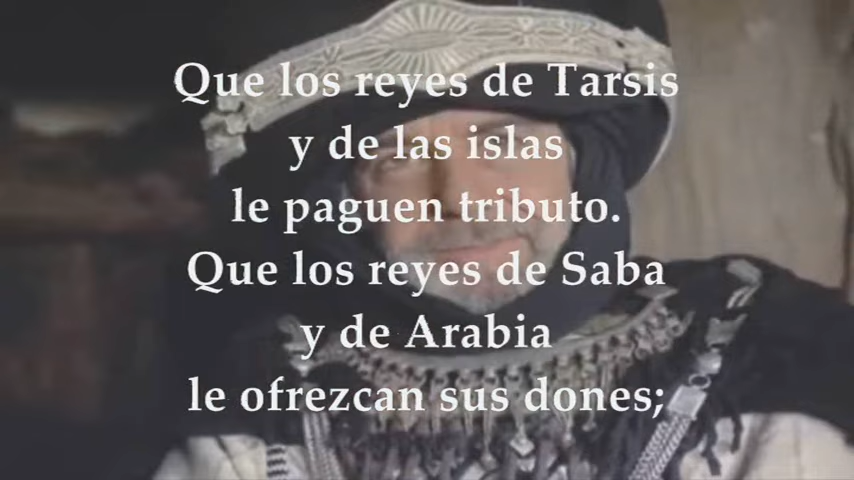 Que los reyes de Tarsis
y de las islas
le paguen tributo.
Que los reyes de Saba
y de Arabia
le ofrezcan sus dones;